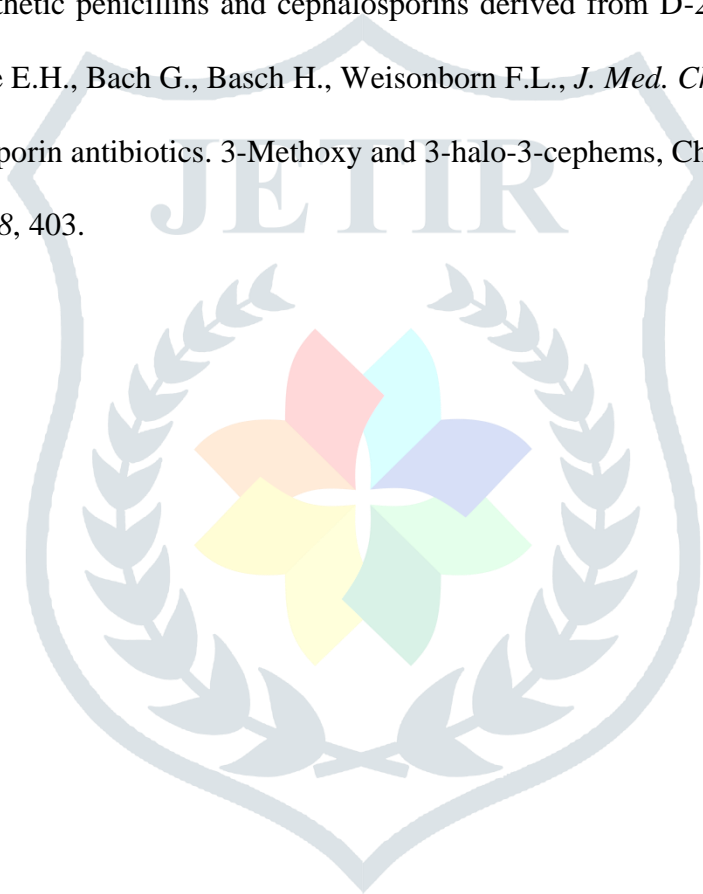 thetic penicillins and cephalosporins derived from D-2
e E.H., Bach G., Basch H., Weisonborn F.L., J. Med. Ch
sporin antibiotics. 3-Methoxy and 3-halo-3-cephems, Ch
8, 403.
JETIR